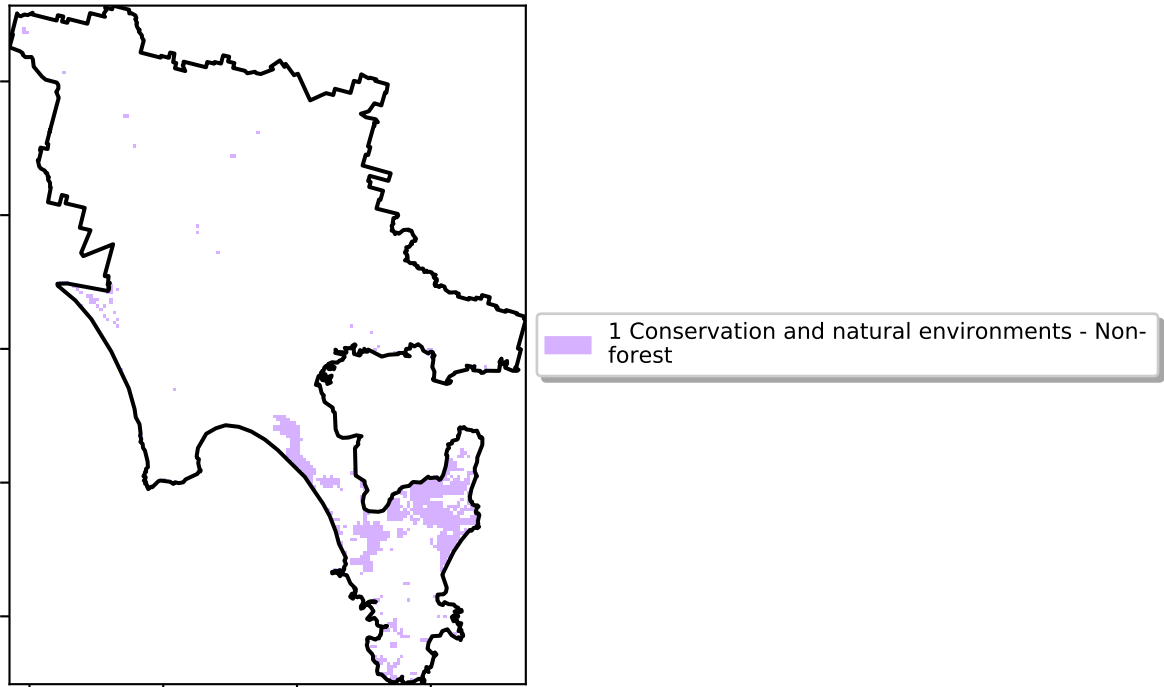 1 Conservation and natural environments - Non-
forest